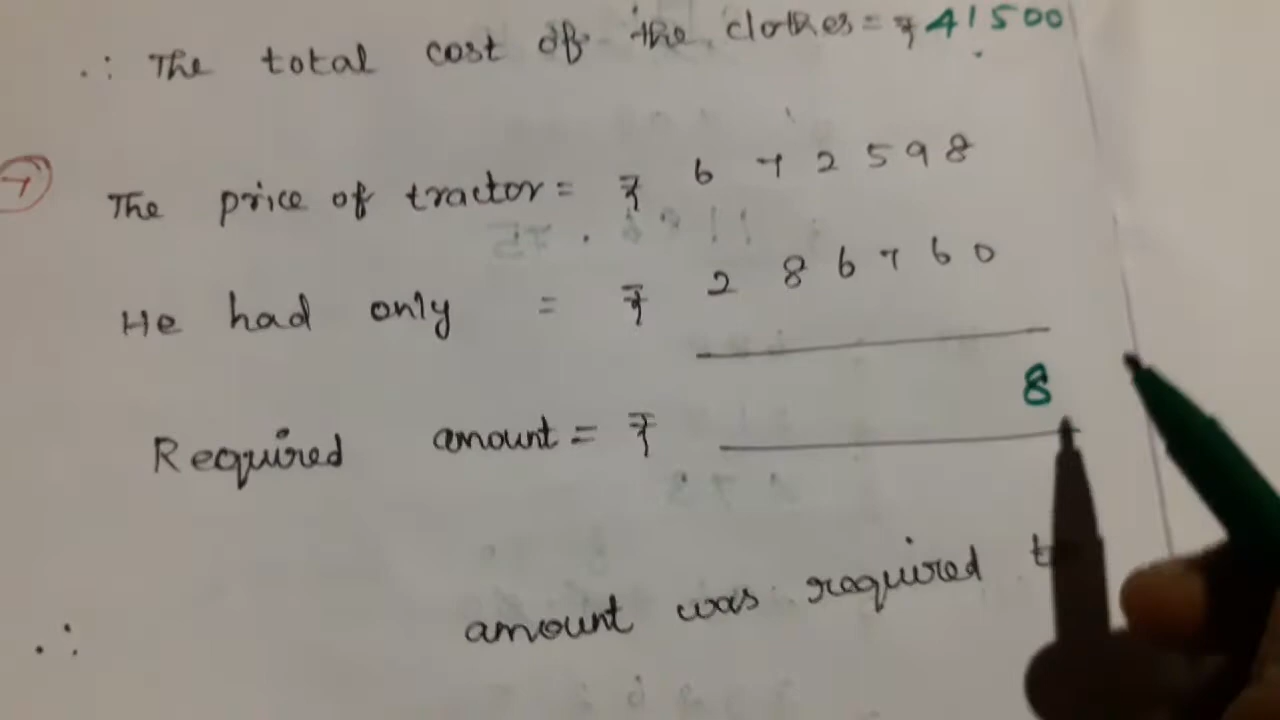 ∴ The total cost of the clothes = ₹ 41500
7 The price of tractor = ₹ 6 7 2 5 9 8
He had only = ₹ 2 8 6 7 6 0
8
Required amount = ₹
∴ amount was required